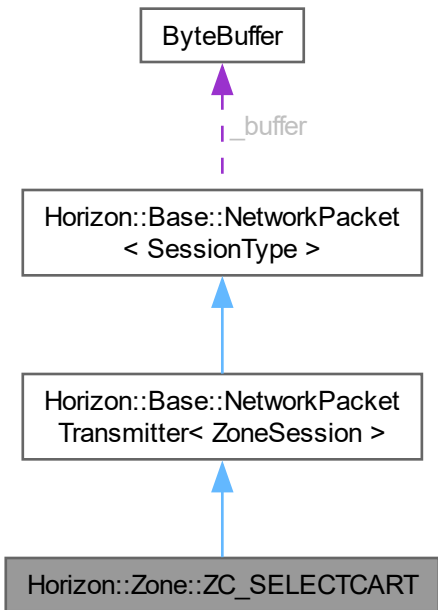 ByteBuffer
_buffer
Horizon::Base::NetworkPacket
< SessionType >
Horizon::Base::NetworkPacket
Transmitter< ZoneSession >
Horizon::Zone::ZC_SELECTCART